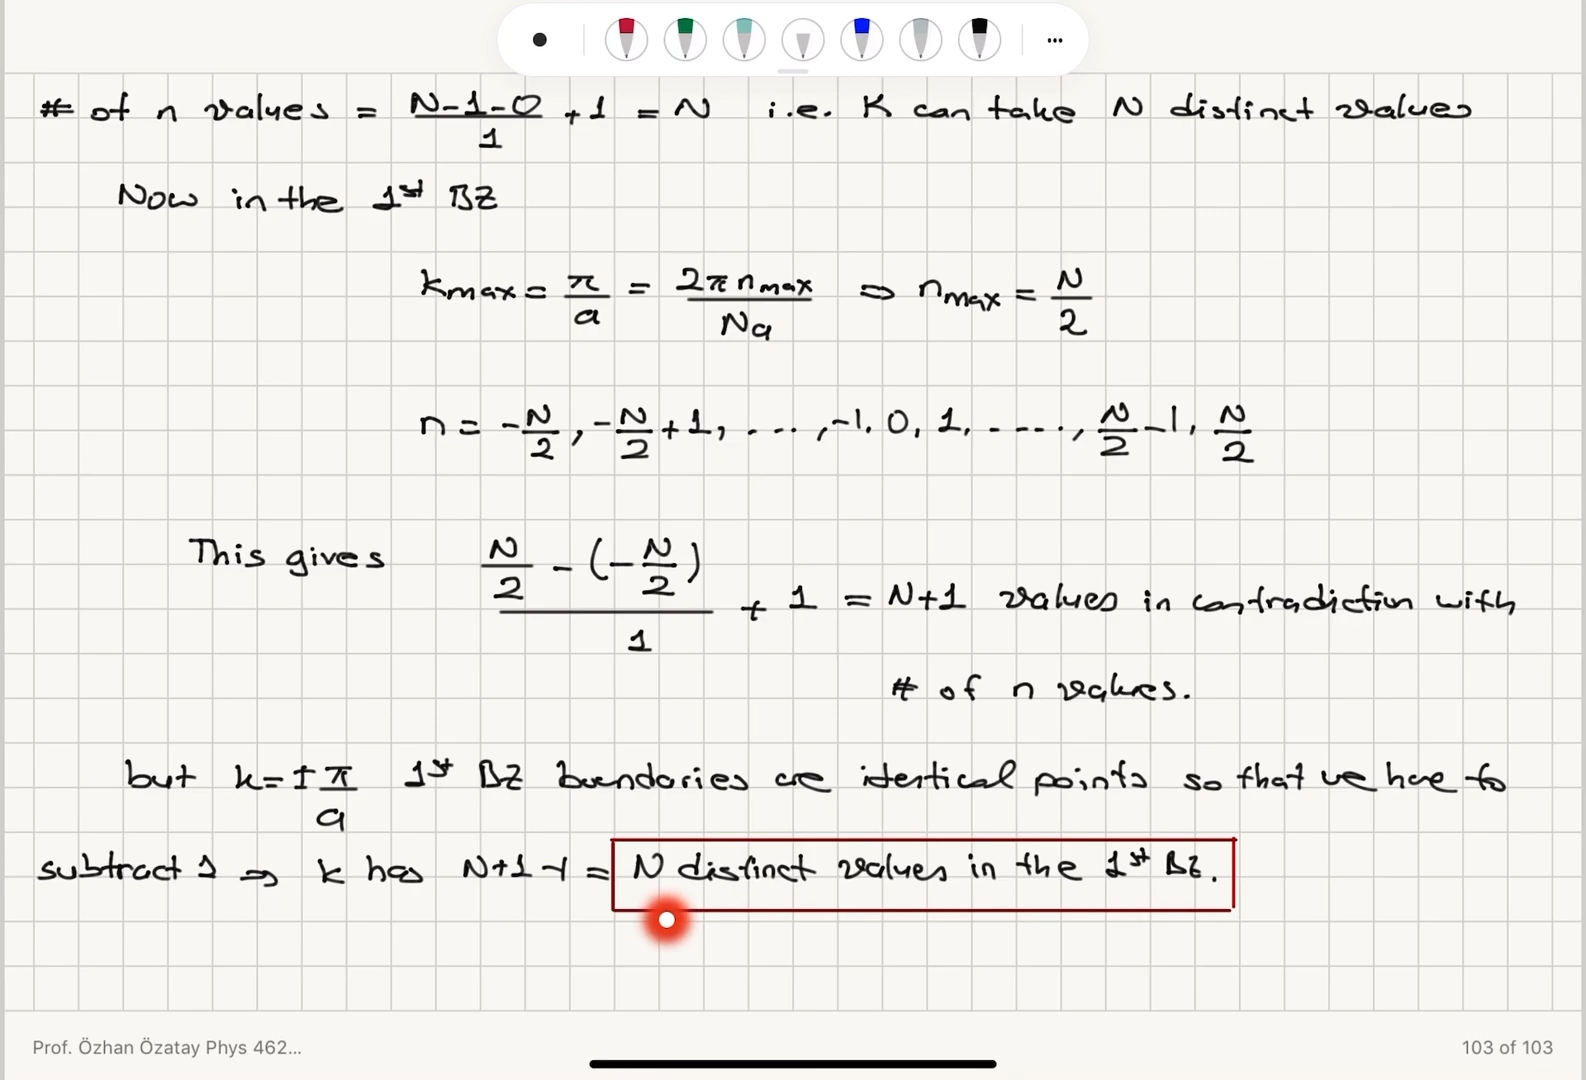 # of n values = (N-1-0)/1 + 1 = N i.e. K can take N distinct values
Now in the 1st BZ
kmax = π/a = 2π nmax/Na ⇒ nmax = N/2
n = -N/2, -N/2+1, ..., -1, 0, 1, ...., N/2-1, N/2
This gives (N/2 - (-N/2))/1 + 1 = N+1 values in contradiction with
# of n values.
but k=±π/a 1st BZ boundaries are identical points so that we have to
subtract 1 ⇒ k has N+1-1 = N distinct values in the 1st BZ.
Prof. Özhan Özatay Phys 462...
103 of 103